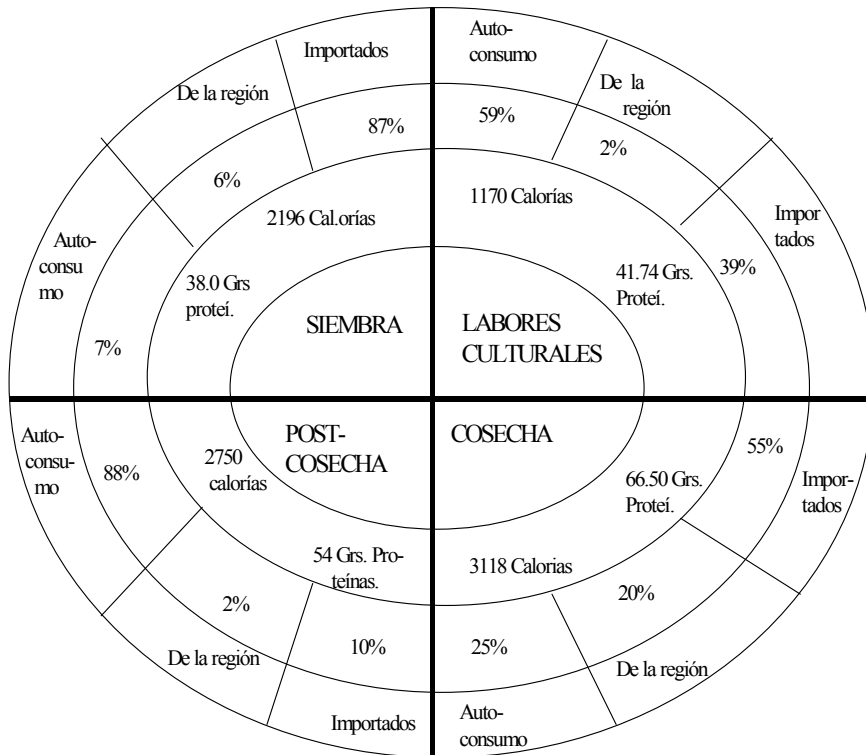 Importados
Auto-
consumo
De la región
De la
región
87%
59%
2%
6%
2196 Cal.orías
1170 Calorías
Auto-
consu
mo
Impor
tados
38.0 Grs
proteí.
41.74 Grs.
Proteí.
39%
SIEMBRA
LABORES
CULTURALES
7%
Auto-
consu-
mo
88%
2750
calorías
POST-
COSECHA
COSECHA
55%
66.50 Grs.
Proteí.
Impor-
tados
54 Grs. Pro-
teínas.
3118 Calorias
2%
20%
De la región
10%
25%
De la región
Importados
Auto-
consumo